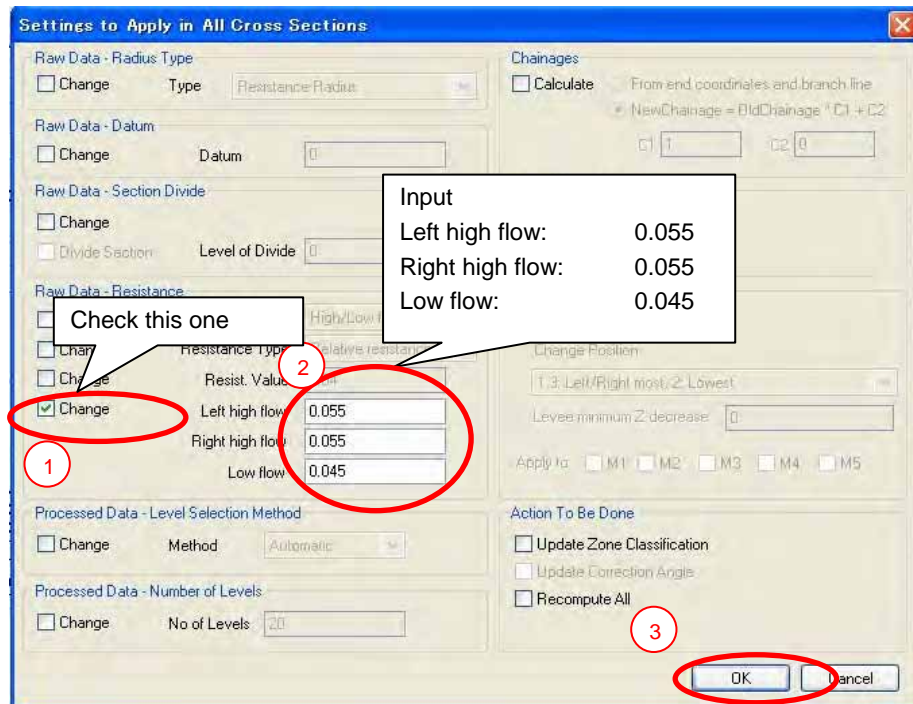 Settings to Apply in All Cross Sections
Raw Data - Radius Type
Change Type Resistance Radius
Raw Data - Datum
Change Datum 0
Raw Data - Section Divide
Change
Divide Section Level of Divide 0
Raw Data - Resistance
High/Low
Change Resistance Type Relative resistance
Change Resist. Value
Change Left high flow 0.055
Right high flow 0.055
Low flow 0.045
Processed Data - Level Selection Method
Change Method Automatic
Processed Data - Number of Levels
Change No of Levels 20
Chainages
Calculate From end coordinates and branch line
NewChainage = OldChainage * C1 + C2
C1 1 C2 0
Input
Left high flow: 0.055
Right high flow: 0.055
Low flow: 0.045
Check this one
1
2
Change Position
1,3: Left/Right most, 2: Lowest
Levee minimum Z decrease 0
Apply to M1 M2 M3 M4 M5
Action To Be Done
Update Zone Classification
Update Correction Angle
Recompute All
3
OK Cancel